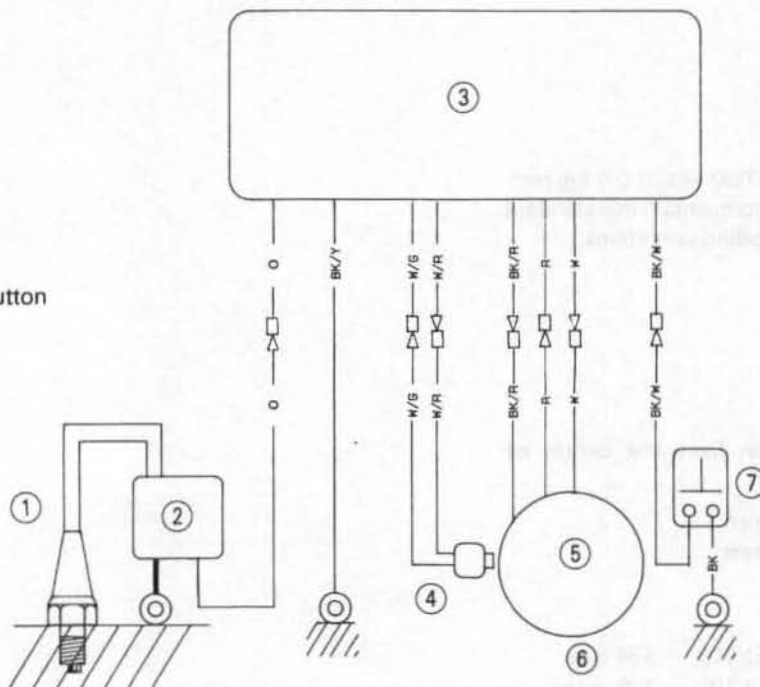 ③
O
BK/Y
W/G
W/R
BK/R
R
W
BK/W
utton
O
W/G
W/R
BK/R
R
W
BK/W
①
②
④
⑤
⑥
⑦
BK